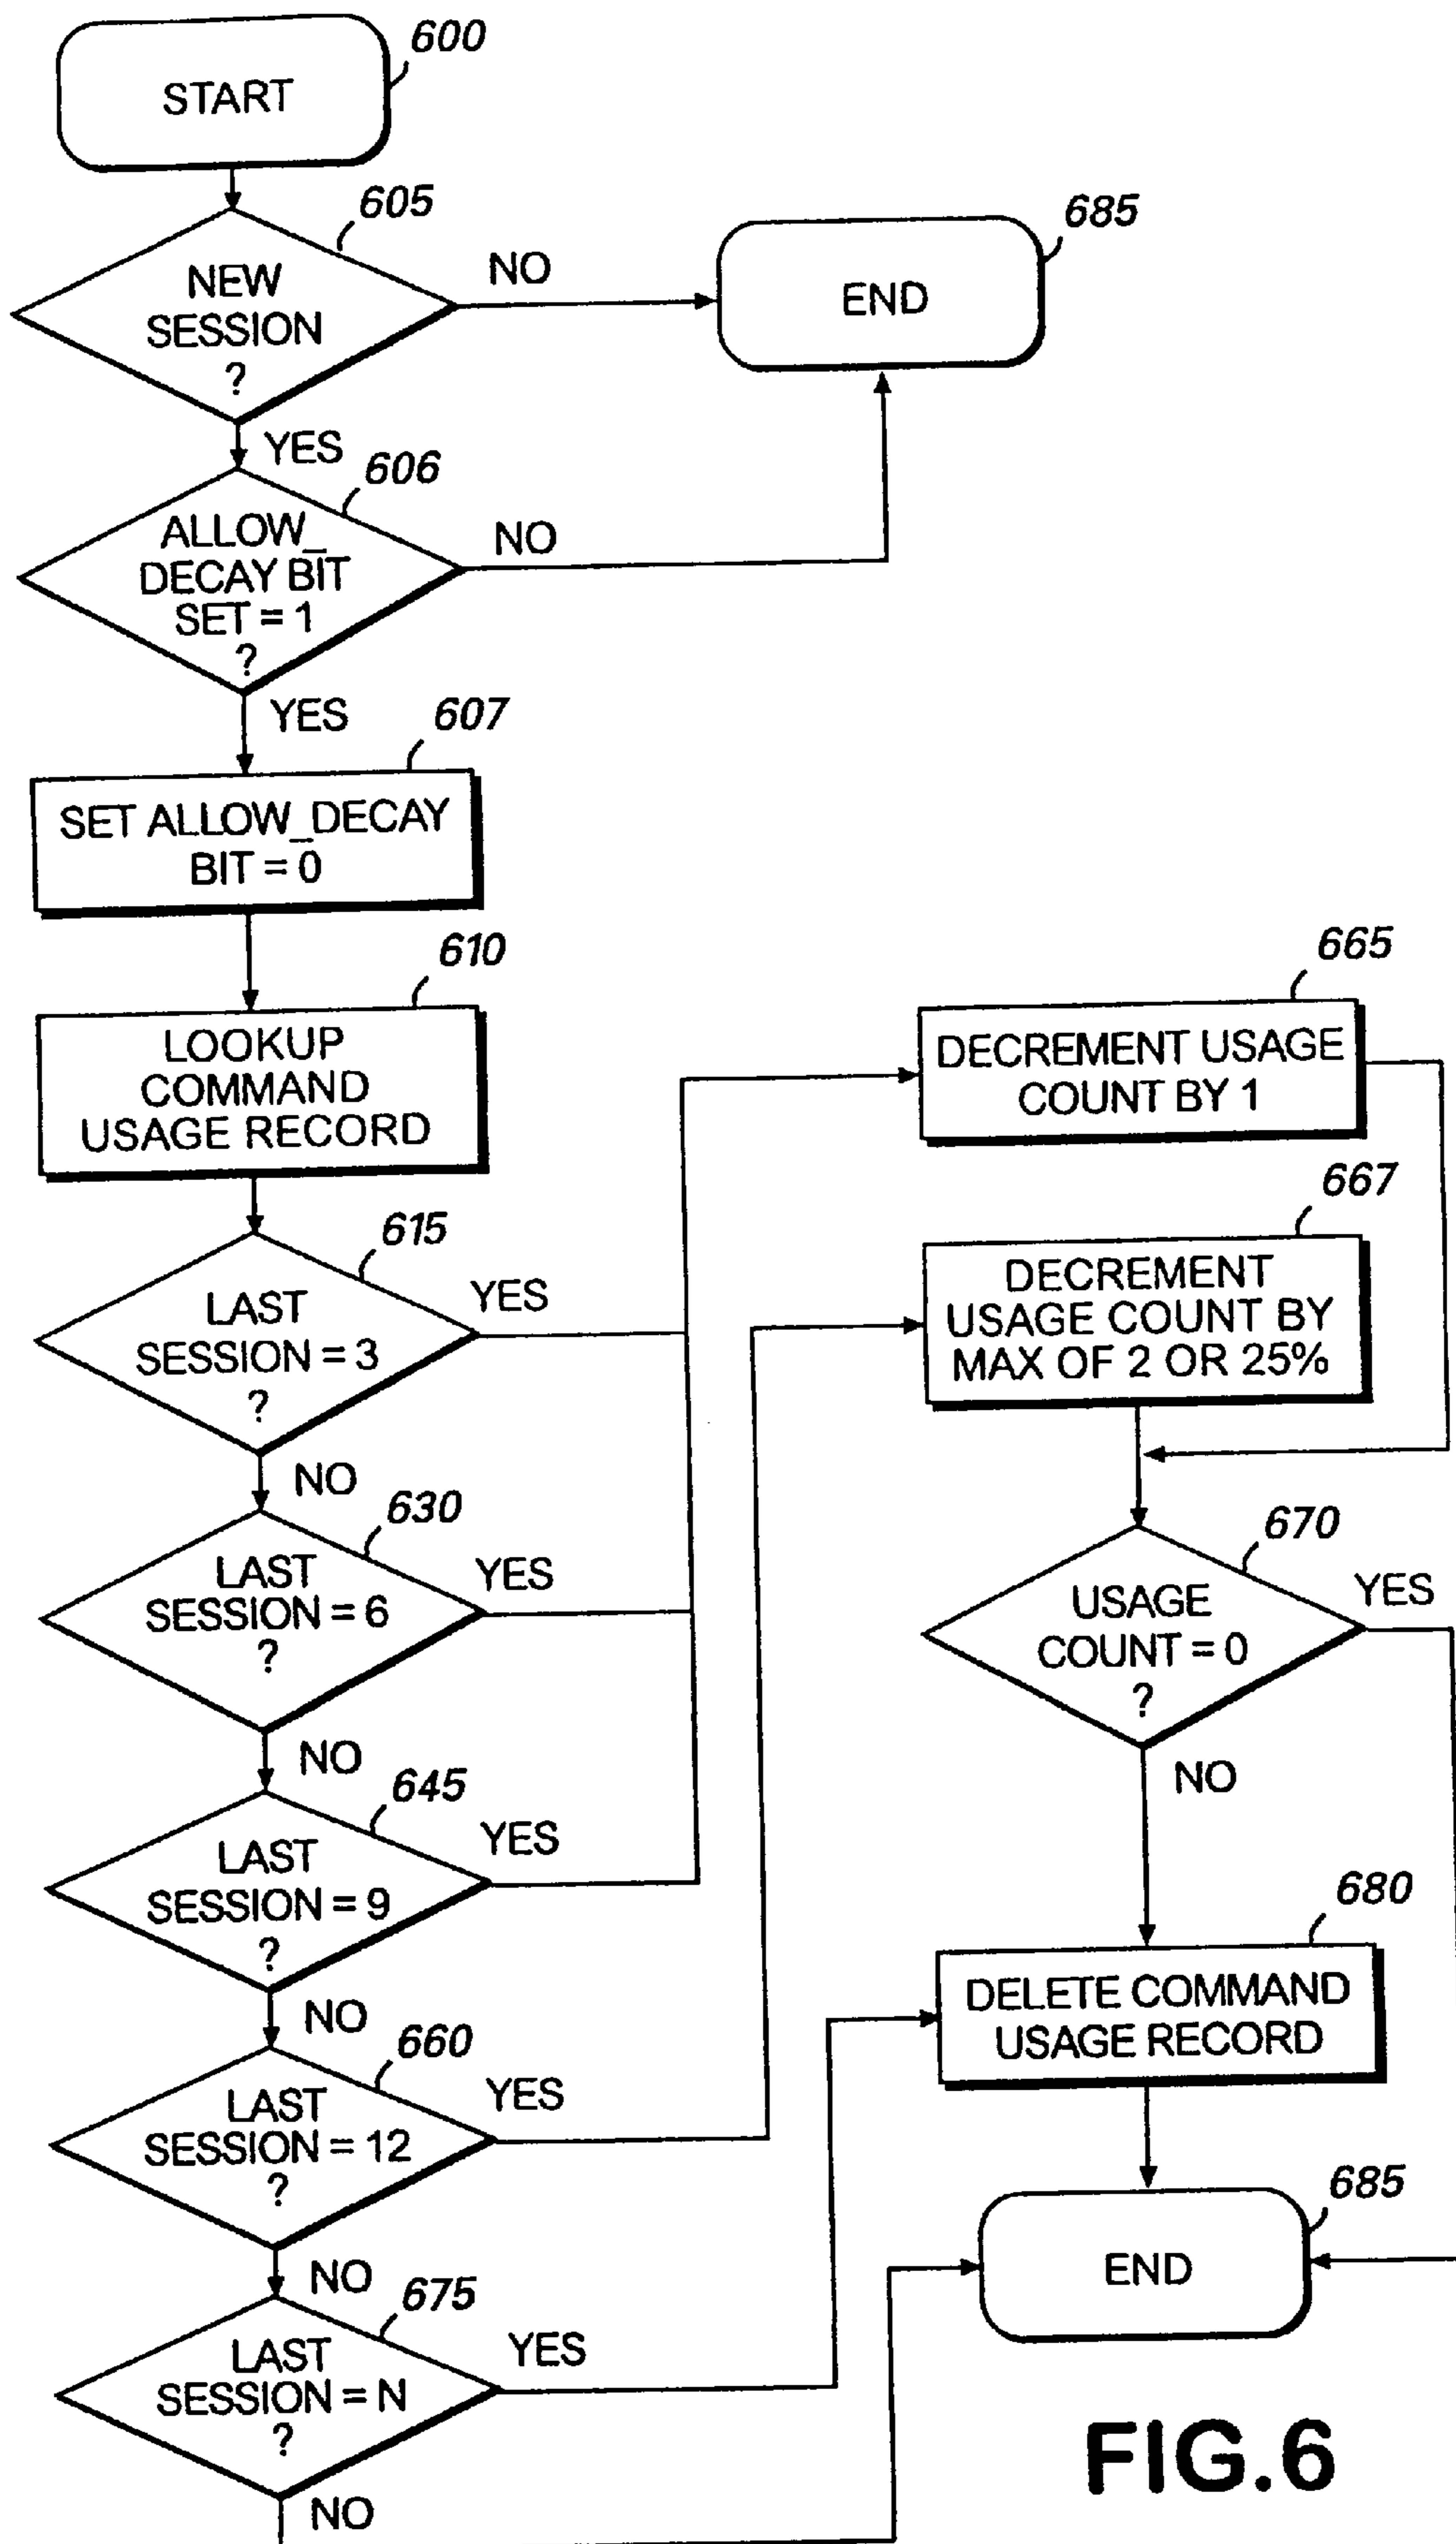 600
START
605
NEW
SESSION
?
NO
685
END
YES
606
ALLOW_
DECAY BIT
SET = 1
?
NO
YES
607
SET ALLOW_DECAY
BIT = 0
610
LOOKUP
COMMAND
USAGE RECORD
665
DECREMENT USAGE
COUNT BY 1
615
LAST
SESSION = 3
?
YES
667
DECREMENT
USAGE COUNT BY
MAX OF 2 OR 25%
NO
630
LAST
SESSION = 6
?
YES
670
USAGE
COUNT = 0
?
YES
NO
NO
645
LAST
SESSION = 9
?
YES
680
DELETE COMMAND
USAGE RECORD
NO
660
LAST
SESSION = 12
?
YES
685
END
NO
675
LAST
SESSION = N
?
YES
NO
FIG.6